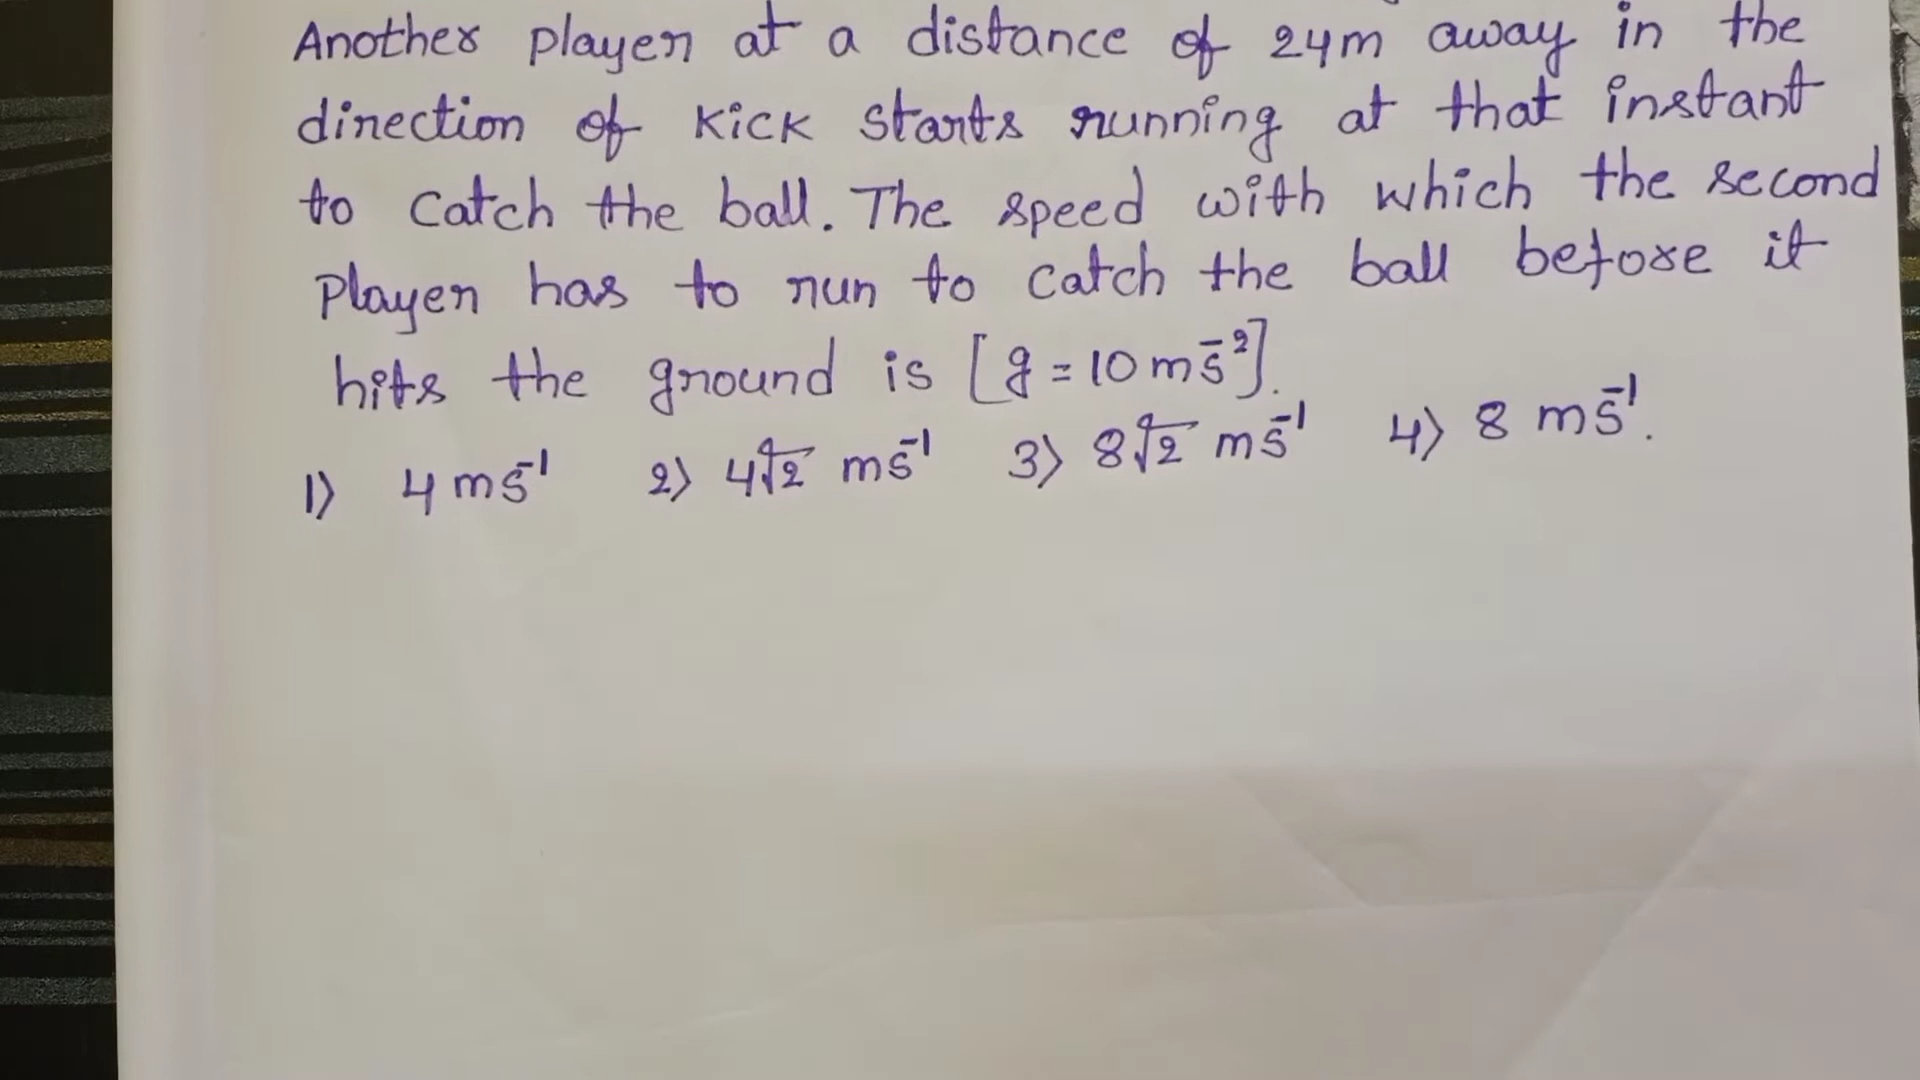 Another player at a distance of 24m away in the
direction of kick starts running at that instant
to catch the ball. The speed with which the second
player has to run to catch the ball before it
hits the ground is [g = 10 ms⁻²].
1) 4 ms⁻¹ 2) 4√2 ms⁻¹ 3) 8√2 ms⁻¹ 4) 8 ms⁻¹.